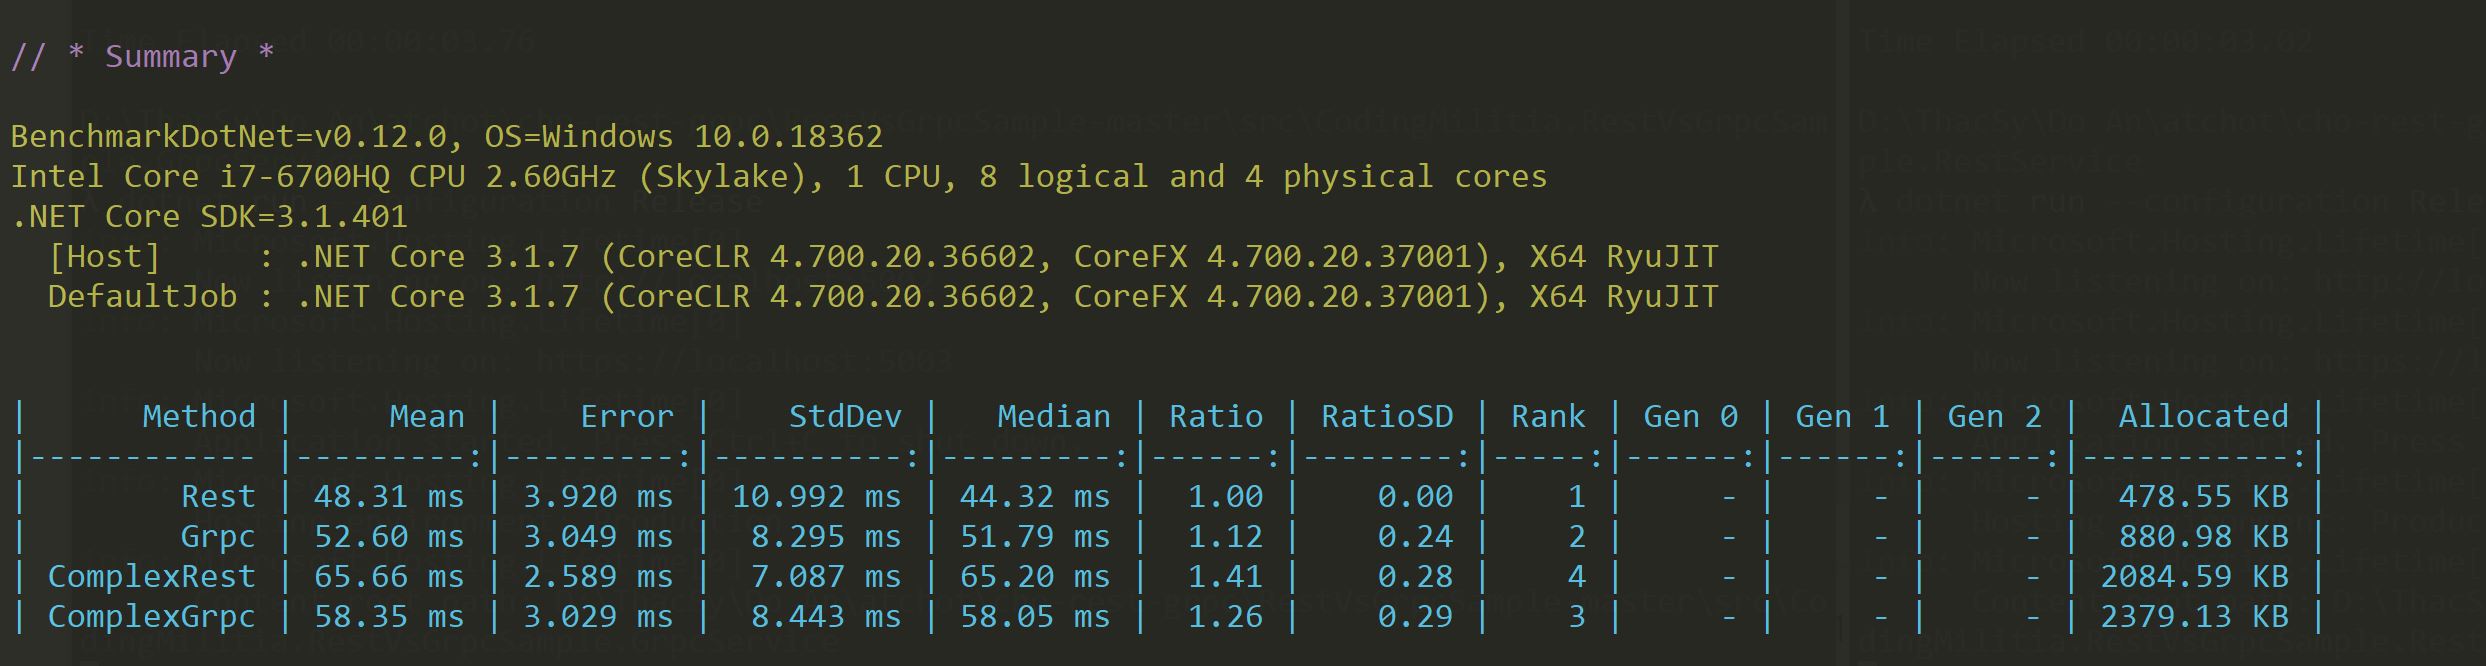 // * Summary *
BenchmarkDotNet=v0.12.0, OS=Windows 10.0.18362
Intel Core i7-6700HQ CPU 2.60GHz (Skylake), 1 CPU, 8 logical and 4 physical cores
.NET Core SDK=3.1.401
  [Host]     : .NET Core 3.1.7 (CoreCLR 4.700.20.36602, CoreFX 4.700.20.37001), X64 RyuJIT
  DefaultJob : .NET Core 3.1.7 (CoreCLR 4.700.20.36602, CoreFX 4.700.20.37001), X64 RyuJIT
|      Method |     Mean |    Error |    StdDev |   Median | Ratio | RatioSD | Rank | Gen 0 | Gen 1 | Gen 2 |  Allocated |
|------------ |---------:|---------:|----------:|---------:|------:|--------:|-----:|------:|------:|------:|-----------:|
|        Rest | 48.31 ms | 3.920 ms | 10.992 ms | 44.32 ms |  1.00 |    0.00 |    1 |     - |     - |     - |  478.55 KB |
|        Grpc | 52.60 ms | 3.049 ms |  8.295 ms | 51.79 ms |  1.12 |    0.24 |    2 |     - |     - |     - |  880.98 KB |
| ComplexRest | 65.66 ms | 2.589 ms |  7.087 ms | 65.20 ms |  1.41 |    0.28 |    4 |     - |     - |     - | 2084.59 KB |
| ComplexGrpc | 58.35 ms | 3.029 ms |  8.443 ms | 58.05 ms |  1.26 |    0.29 |    3 |     - |     - |     - | 2379.13 KB |